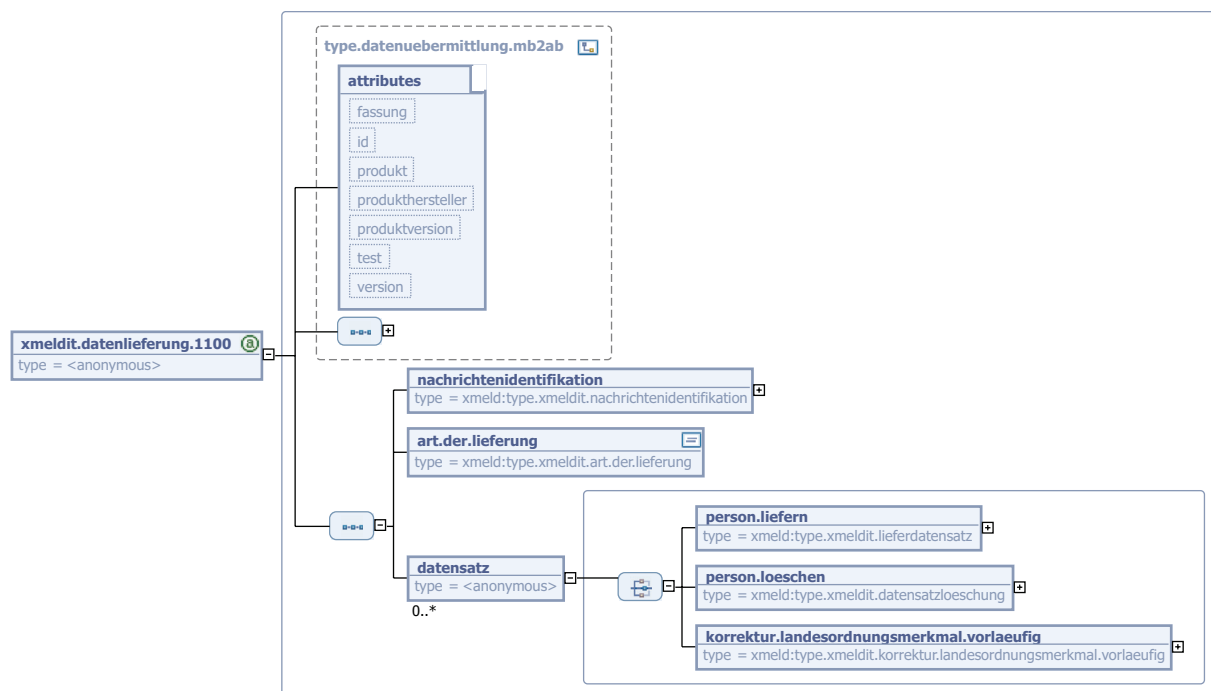 type.datenuebermittlung.mb2ab
attributes
fassung
id
produkt
produkthersteller
produktversion
test
version
xmeldit.datenlieferung.1100
type = <anonymous>
nachrichtenidentifikation
type = xmeld:type.xmeldit.nachrichtenidentifikation
art.der.lieferung
type = xmeld:type.xmeldit.art.der.lieferung
datensatz
type = <anonymous>
0..*
person.liefern
type = xmeld:type.xmeldit.lieferdatensatz
person.loeschen
type = xmeld:type.xmeldit.datensatzloeschung
korrektur.landesordnungsmerkmal.vorlaeufig
type = xmeld:type.xmeldit.korrektur.landesordnungsmerkmal.vorlaeufig